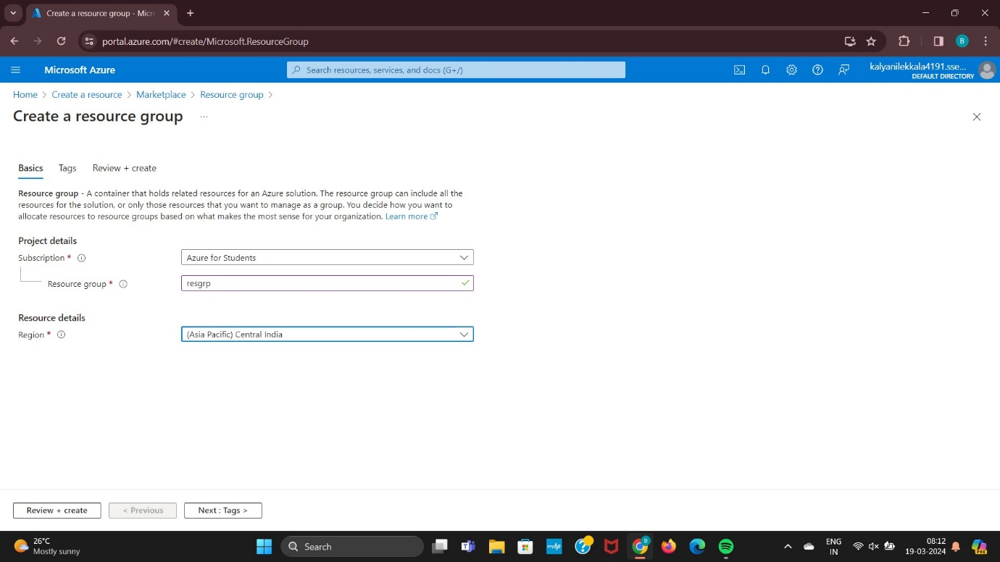 Create a resource group - Micr
portal.azure.com/#create/Microsoft.ResourceGroup
B
Microsoft Azure
Search resources, services, and docs (G+/)
kalyanilekkala4191.sse...
DEFAULT DIRECTORY
Home > Create a resource > Marketplace > Resource group >
Create a resource group ...
Basics Tags Review + create
Resource group - A container that holds related resources for an Azure solution. The resource group can include all the
resources for the solution, or only those resources that you want to manage as a group. You decide how you want to
allocate resources to resource groups based on what makes the most sense for your organization. Learn more
Project details
Subscription * Azure for Students
Resource group * resgrp
Resource details
Region * (Asia Pacific) Central India
Review + create < Previous Next : Tags >
26°C
Mostly sunny
Search
myhp
B
ENG
IN
08:12
19-03-2024
PRE